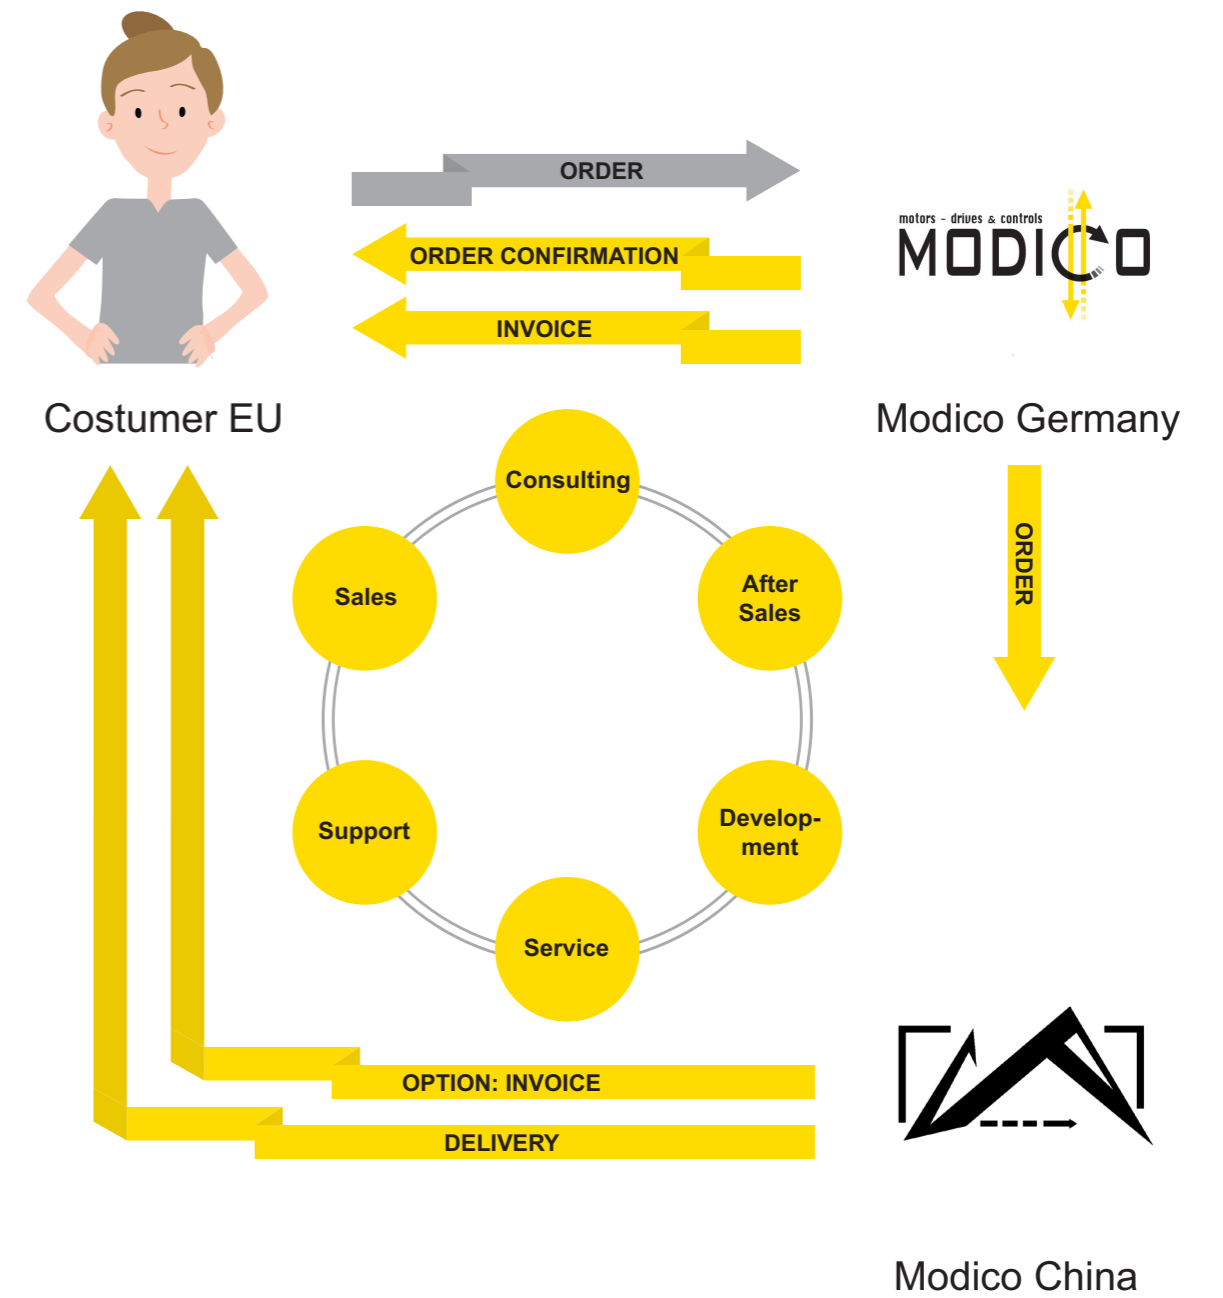 ORDER
motors - drives & controls
MODICO
ORDER CONFIRMATION
INVOICE
Costumer EU
Modico Germany
Consulting
Sales
After
Sales
ORDER
Support
Develop-
ment
Service
OPTION: INVOICE
DELIVERY
Modico China